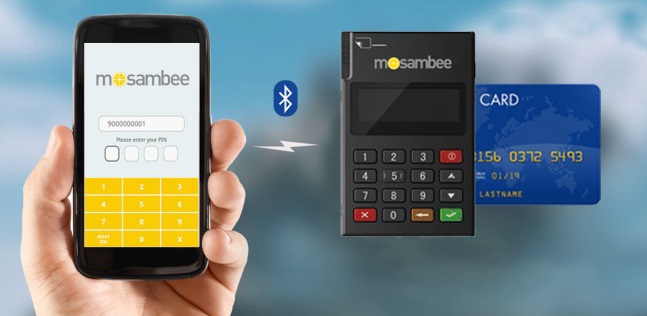 mosambee
9000000001
Please enter your PIN
1 2 3
4 5 6
7 8 9
RESET PIN 0 X
mosambee
1 2 3
4 5 6
7 8 9
0
CARD
3156 0372 5493
01/19
LASTNAME